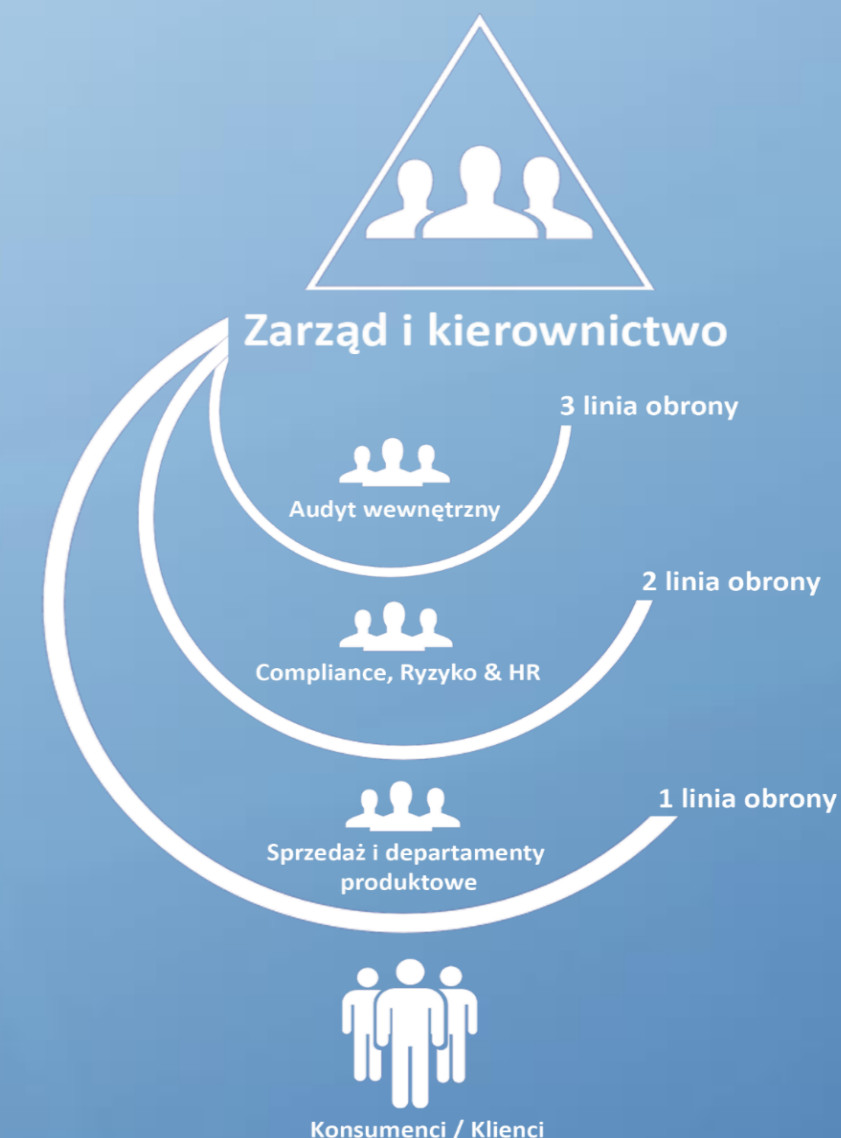 Zarząd i kierownictwo
3 linia obrony
Audyt wewnętrzny
2 linia obrony
Compliance, Ryzyko & HR
1 linia obrony
Sprzedaż i departamenty
produktowe
Konsumenci / Klienci